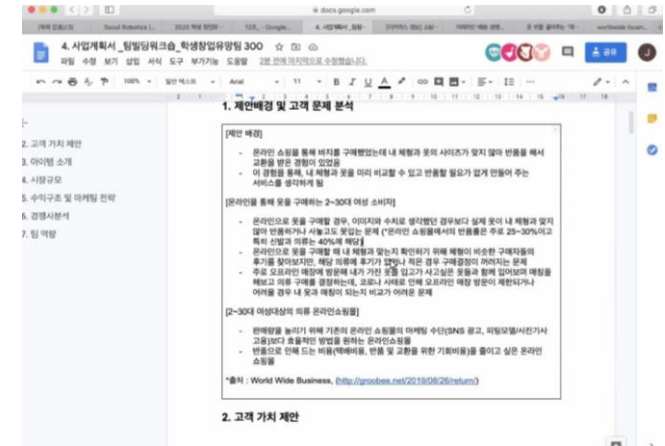 docs.google.com
Seoul Robotics I...
4. 사업계획서 _팀빌딩워크숍_학생창업유망팀 300
파일 수정 보기 삽입 서식 도구 부가기능 도움말 2분 전에 마지막으로 수정했습니다.
공유
100%
일반 텍스트
Arial
11
2. 고객 가치 제안
3. 아이템 소개
4. 시장규모
5. 수익구조 및 마케팅 전략
6. 경쟁사분석
7. 팀 역량
1. 제안배경 및 고객 문제 분석
[제안 배경]
- 온라인 쇼핑을 통해 바지를 구매했었는데 내 체형과 옷의 사이즈가 맞지 않아 반품을 해서
교환을 받은 경험이 있었음
- 이 경험을 통해, 내 체형과 옷을 미리 비교할 수 있고 반품할 필요가 없게 만들어 주는
서비스를 생각하게 됨
[온라인을 통해 옷을 구매하는 2~30대 여성 소비자]
- 온라인으로 옷을 구매할 경우, 이미지와 수치로 생각했던 경우보다 실제 옷이 내 체형과 맞지
않아 반품하거나 사놓고도 못입는 문제 (*온라인 쇼핑몰에서의 반품률은 주로 25~30%이고
특히 신발과 의류는 40%에 해당)
- 온라인으로 옷을 구매할 때 내 체형과 맞는지 확인하기 위해 체형이 비슷한 구매자들의
후기를 찾아보지만, 해당 의류에 후기가 없거나 적은 경우 구매결정이 어려지는 문제
- 주로 오프라인 매장에 방문해 내가 가진 옷을 입고가 사고싶은 옷들과 함께 입어보며 매칭을
해보고 의류 구매를 결정하는데, 코로나 사태로 인해 오프라인 매장 방문이 제한되거나
어려울 경우 내 옷과 매칭이 되는지 비교가 어려운 문제
[2~30대 여성대상의 의류 온라인쇼핑몰]
- 판매량을 늘리기 위해 기존의 온라인 쇼핑몰의 마케팅 수단(SNS 광고, 피팅모델/사진기사
고용)보다 효율적인 방법을 원하는 온라인쇼핑몰
- 반품으로 인해 드는 비용(택배비용, 반품 및 교환을 위한 기회비용)을 줄이고 싶은 온라인
쇼핑몰
*출처 : World Wide Business, (http://groobee.net/2019/08/26/return/)
2. 고객 가치 제안